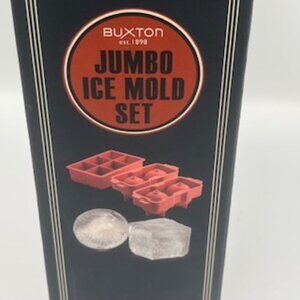 BUXTON
est. 1898
JUMBO
ICE MOLD
SET